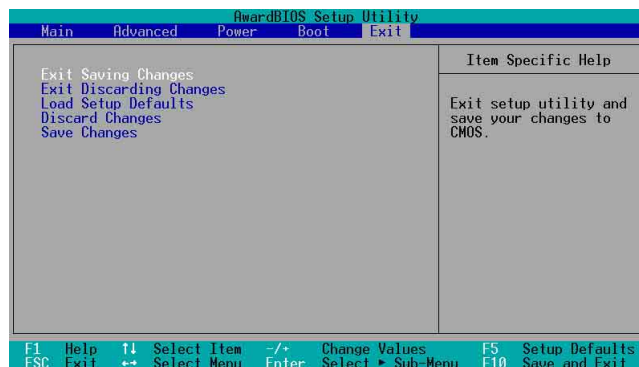 AwardBIOS Setup Utility
Main Advanced Power Boot Exit
Exit Saving Changes
Exit Discarding Changes
Load Setup Defaults
Discard Changes
Save Changes
Item Specific Help
Exit setup utility and
save your changes to
CMOS.
F1 Help ↑↓ Select Item -/+ Change Values F5 Setup Defaults
ESC Exit ←→ Select Menu Enter Select ► Sub-Menu F10 Save and Exit